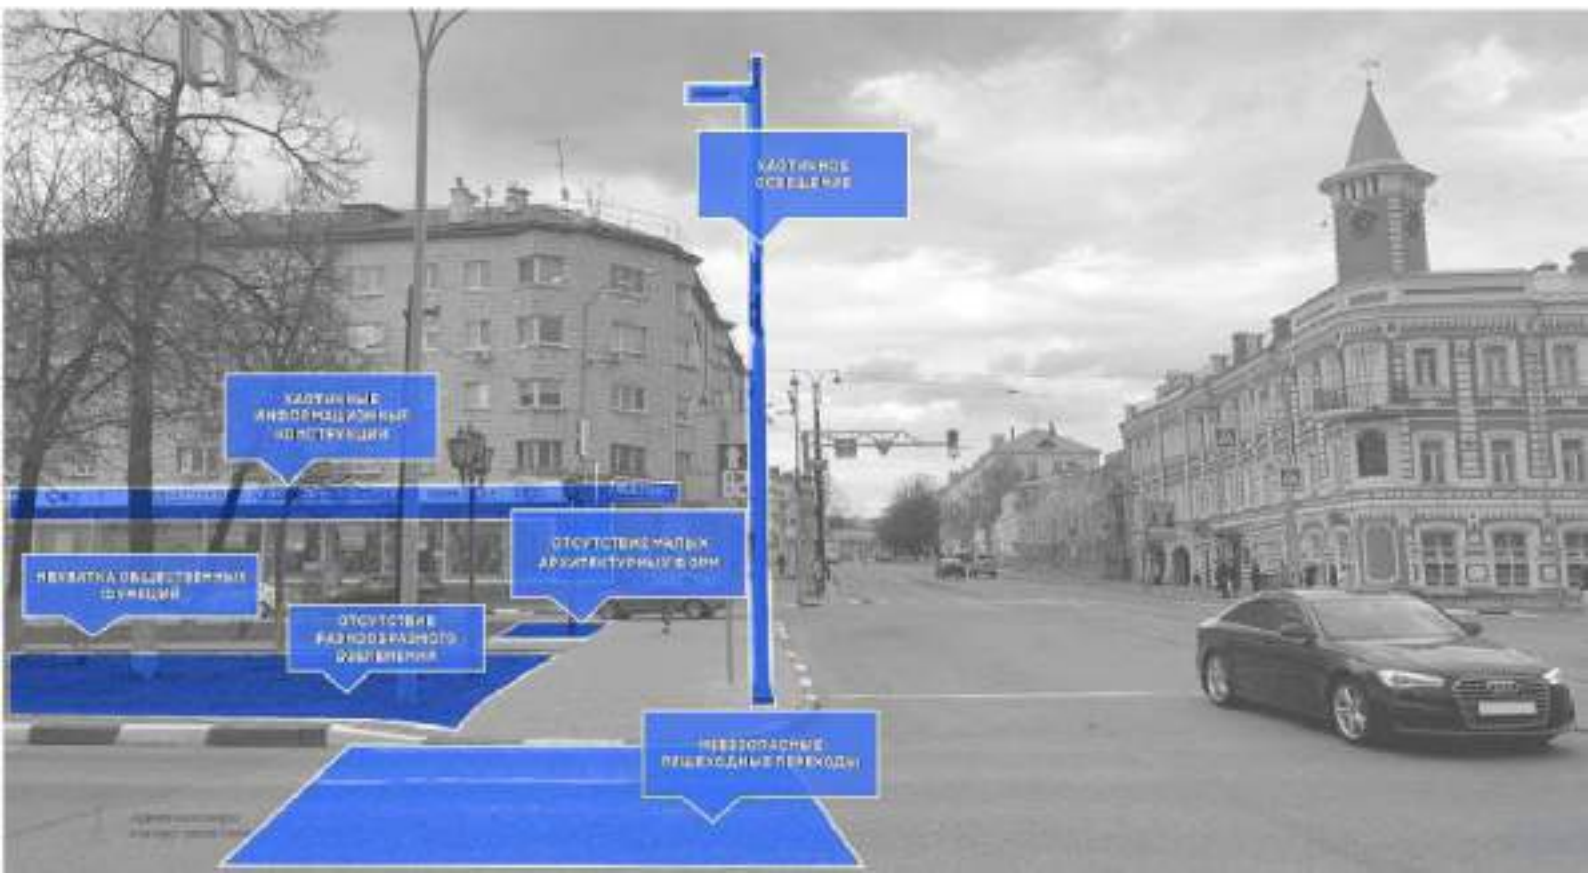 ХАОТИЧНОЕ
ОСВЕЩЕНИЕ
ХАОТИЧНЫЕ
ИНФОРМАЦИОННЫЕ
КОНСТРУКЦИИ
ОТСУТСТВИЕ МАЛЫХ
АРХИТЕКТУРНЫХ ФОРМ
НЕХВАТКА ОБЩЕСТВЕННЫХ
ФУНКЦИЙ
ОТСУТСТВИЕ
РАЗНООБРАЗНОГО
ОЗЕЛЕНЕНИЯ
НЕБЕЗОПАСНЫЕ
ПЕШЕХОДНЫЕ ПЕРЕХОДЫ